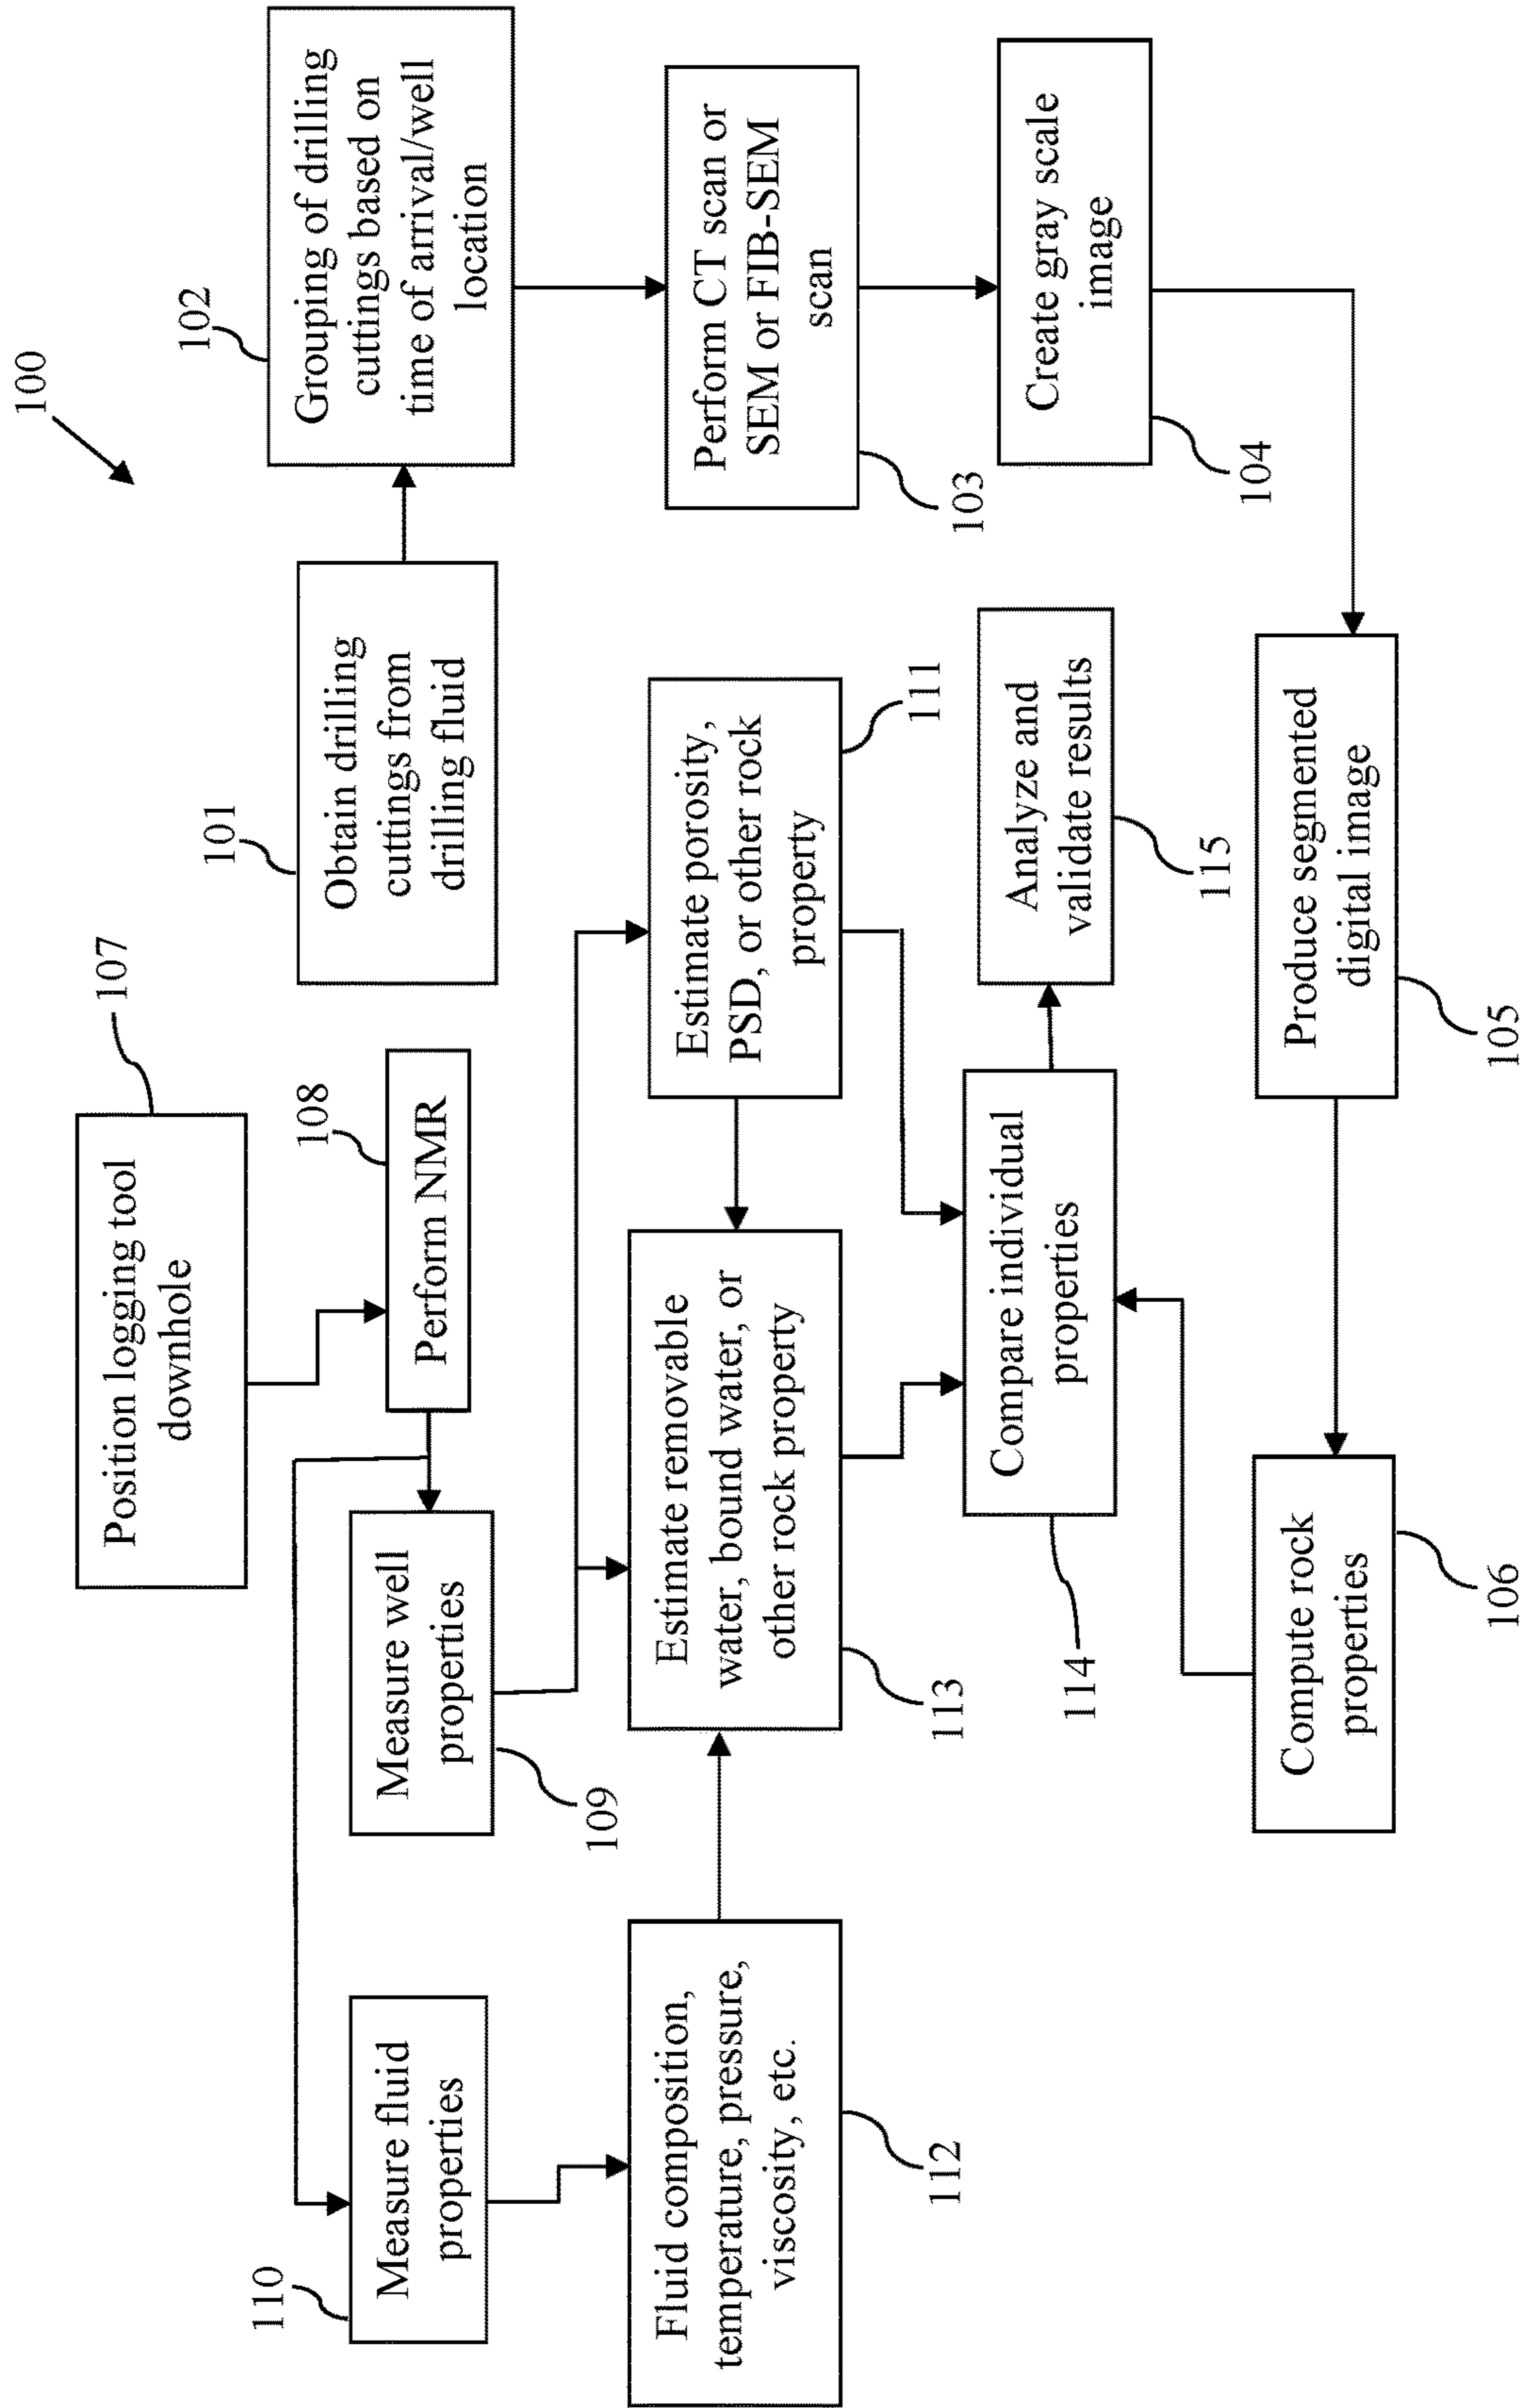 100
107
Position logging tool
downhole
108
Perform NMR
101
Obtain drilling
cuttings from
drilling fluid
102
Grouping of drilling
cuttings based on
time of arrival/well
location
110
Measure fluid
properties
109
Measure well
properties
112
Fluid composition,
temperature, pressure,
viscosity, etc.
113
Estimate removable
water, bound water, or
other rock property
111
Estimate porosity,
PSD, or other rock
property
103
Perform CT scan or
SEM or FIB-SEM
scan
114
Compare individual
properties
115
Analyze and
validate results
104
Create gray scale
image
106
Compute rock
properties
105
Produce segmented
digital image